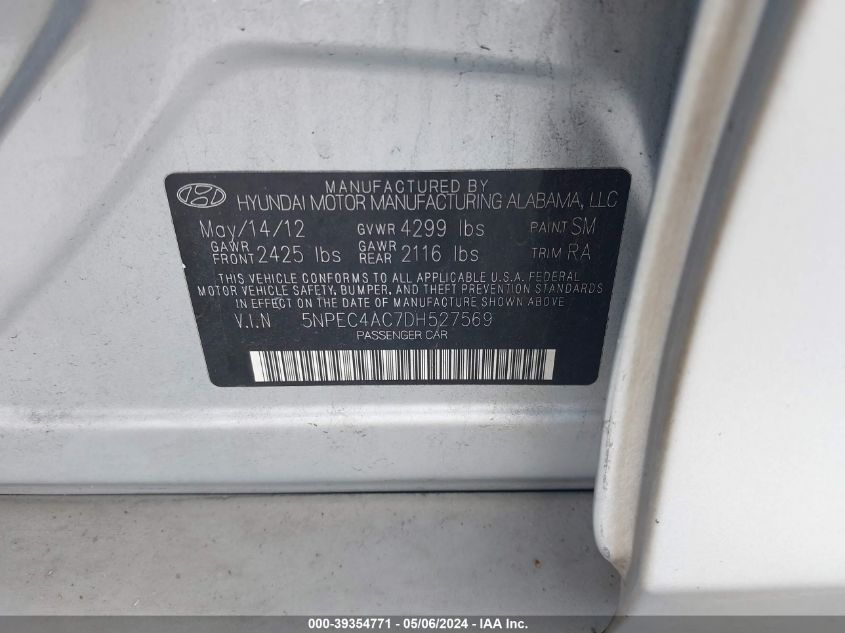 MANUFACTURED BY
HYUNDAI MOTOR MANUFACTURING ALABAMA, LLC
May/14/12 GVWR 4299 lbs PAINT SM
GAWR FRONT 2425 lbs GAWR REAR 2116 lbs TRIM RA
THIS VEHICLE CONFORMS TO ALL APPLICABLE U.S.A. FEDERAL
MOTOR VEHICLE SAFETY, BUMPER, AND THEFT PREVENTION STANDARDS
IN EFFECT ON THE DATE OF MANUFACTURE SHOWN ABOVE
V.I.N 5NPEC4AC7DH527569
PASSENGER CAR
000-39354771 - 05/06/2024 - IAA Inc.